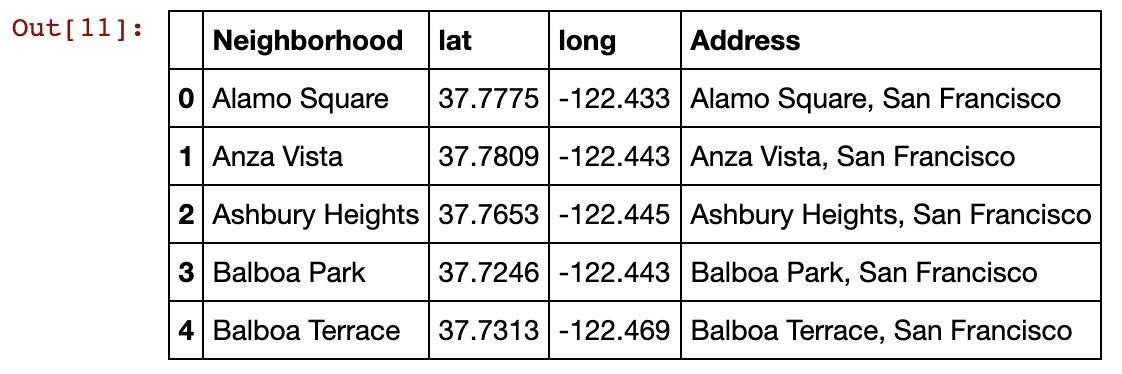 Out[11]:
Neighborhood lat long Address
0 Alamo Square 37.7775 -122.433 Alamo Square, San Francisco
1 Anza Vista 37.7809 -122.443 Anza Vista, San Francisco
2 Ashbury Heights 37.7653 -122.445 Ashbury Heights, San Francisco
3 Balboa Park 37.7246 -122.443 Balboa Park, San Francisco
4 Balboa Terrace 37.7313 -122.469 Balboa Terrace, San Francisco